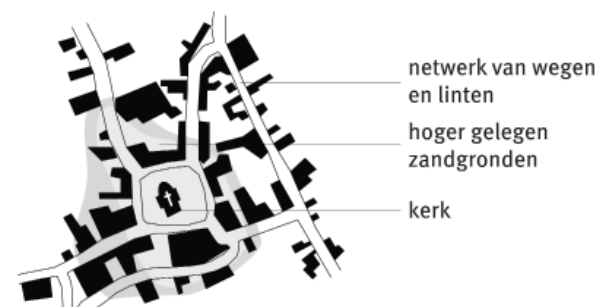 netwerk van wegen
en linten
hoger gelegen
zandgronden
kerk